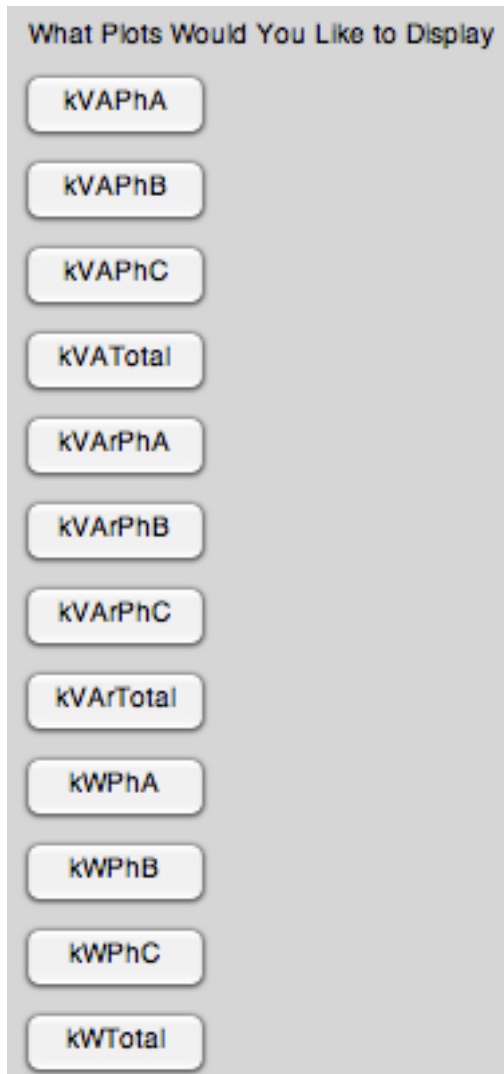 What Plots Would You Like to Display
kVAPhA
kVAPhB
kVAPhC
kVATotal
kVArPhA
kVArPhB
kVArPhC
kVArTotal
kWPhA
kWPhB
kWPhC
kWTotal